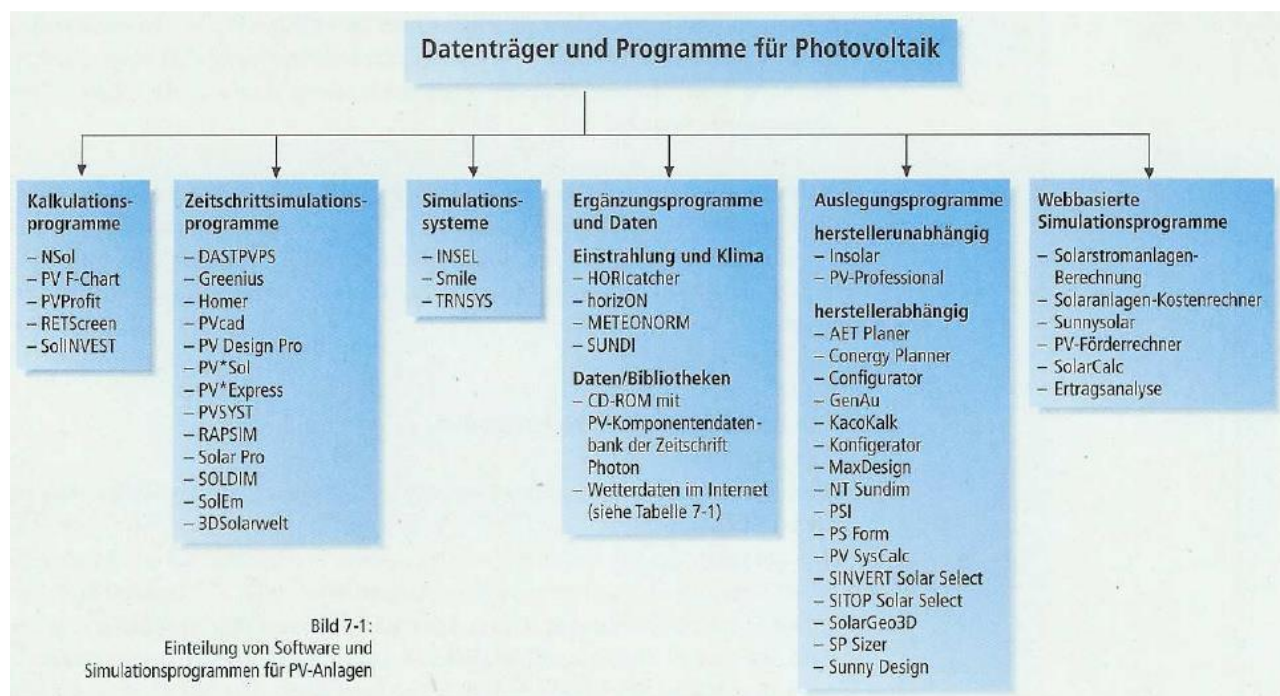 Datenträger und Programme für Photovoltaik
Kalkulations-
programme
– NSol
– PV F-Chart
– PVProfit
– RETScreen
– SolINVEST
Zeitschrittsimulations-
programme
– DASTPVPS
– Greenius
– Homer
– PVcad
– PV Design Pro
– PV*Sol
– PV*Express
– PVSYST
– RAPSIM
– Solar Pro
– SOLDIM
– SolEm
– 3DSolarwelt
Simulations-
systeme
– INSEL
– Smile
– TRNSYS
Ergänzungsprogramme
und Daten
Einstrahlung und Klima
– HORIcatcher
– horizON
– METEONORM
– SUNDI
Daten/Bibliotheken
– CD-ROM mit
PV-Komponentendaten-
bank der Zeitschrift
Photon
– Wetterdaten im Internet
(siehe Tabelle 7-1)
Auslegungsprogramme
herstellerunabhängig
– Insolar
– PV-Professional
herstellerabhängig
– AET Planer
– Conergy Planner
– Configurator
– GenAu
– KacoKalk
– Konfigerator
– MaxDesign
– NT Sundim
– PSI
– PS Form
– PV SysCalc
– SINVERT Solar Select
– SITOP Solar Select
– SolarGeo3D
– SP Sizer
– Sunny Design
Webbasierte
Simulationsprogramme
– Solarstromanlagen-
Berechnung
– Solaranlagen-Kostenrechner
– Sunnysolar
– PV-Förderrechner
– SolarCalc
– Ertragsanalyse
Bild 7-1:
Einteilung von Software und
Simulationsprogrammen für PV-Anlagen